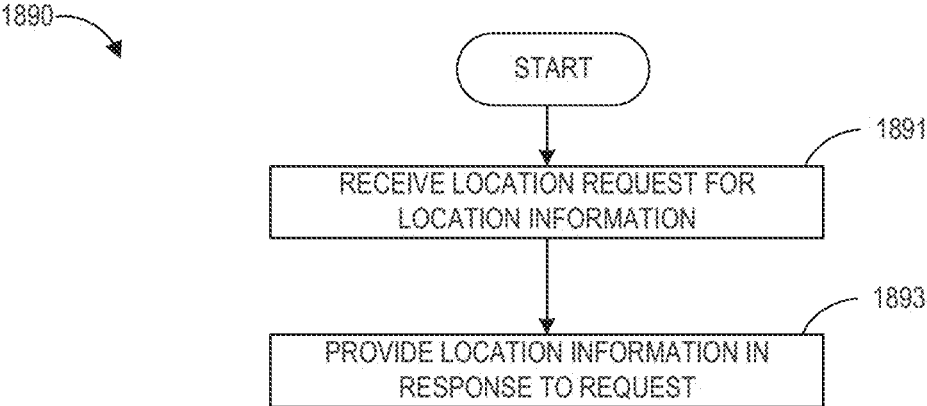 1890
START
1891
RECEIVE LOCATION REQUEST FOR
LOCATION INFORMATION
1893
PROVIDE LOCATION INFORMATION IN
RESPONSE TO REQUEST